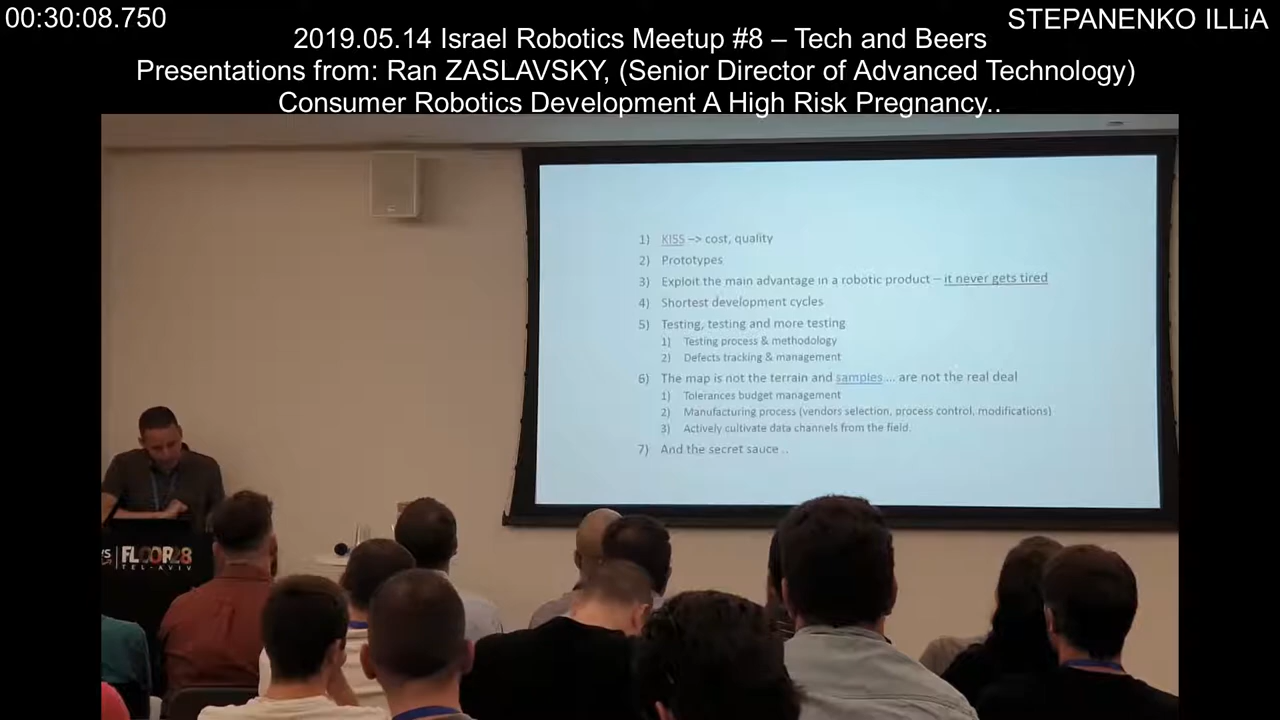 00:30:08.750
STEPANENKO ILLiA
2019.05.14 Israel Robotics Meetup #8 – Tech and Beers
Presentations from: Ran ZASLAVSKY, (Senior Director of Advanced Technology)
Consumer Robotics Development A High Risk Pregnancy..
1) KISS –> cost, quality
2) Prototypes
3) Exploit the main advantage in a robotic product – it never gets tired
4) Shortest development cycles
5) Testing, testing and more testing
1) Testing process & methodology
2) Defects tracking & management
6) The map is not the terrain and samples.... are not the real deal
1) Tolerances budget management
2) Manufacturing process (vendors selection, process control, modifications)
3) Actively cultivate data channels from the field.
7) And the secret sauce ..
FLOOR28
TEL-AVIV